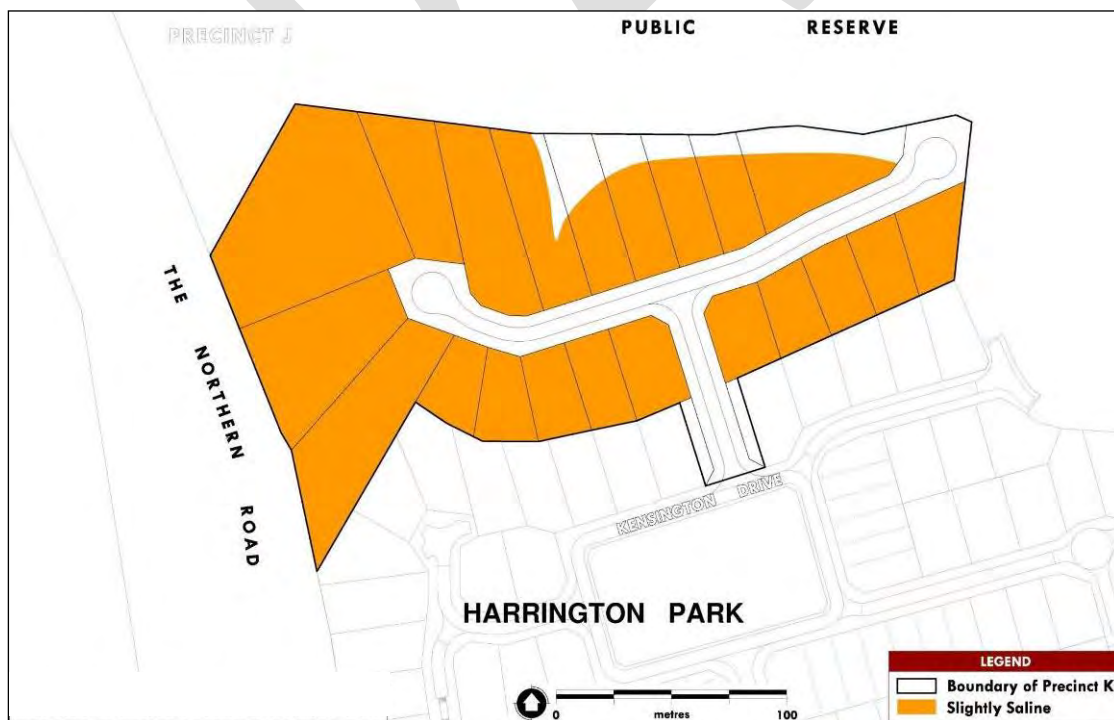 PUBLIC RESERVE
PRECINCT J
THE NORTHERN ROAD
KENSINGTON DRIVE
HARRINGTON PARK
LEGEND
Boundary of Precinct K
Slightly Saline
0 metres 100